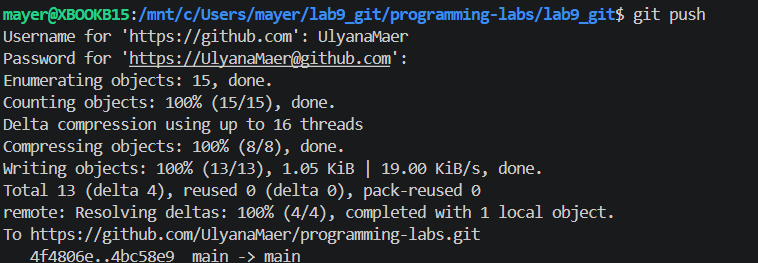 mayer@XBOOKB15:/mnt/c/Users/mayer/lab9_git/programming-labs/lab9_git$ git push
Username for 'https://github.com': UlyanaMaer
Password for 'https://UlyanaMaer@github.com':
Enumerating objects: 15, done.
Counting objects: 100% (15/15), done.
Delta compression using up to 16 threads
Compressing objects: 100% (8/8), done.
Writing objects: 100% (13/13), 1.05 KiB | 19.00 KiB/s, done.
Total 13 (delta 4), reused 0 (delta 0), pack-reused 0
remote: Resolving deltas: 100% (4/4), completed with 1 local object.
To https://github.com/UlyanaMaer/programming-labs.git
   4f4806e..4bc58e9  main -> main